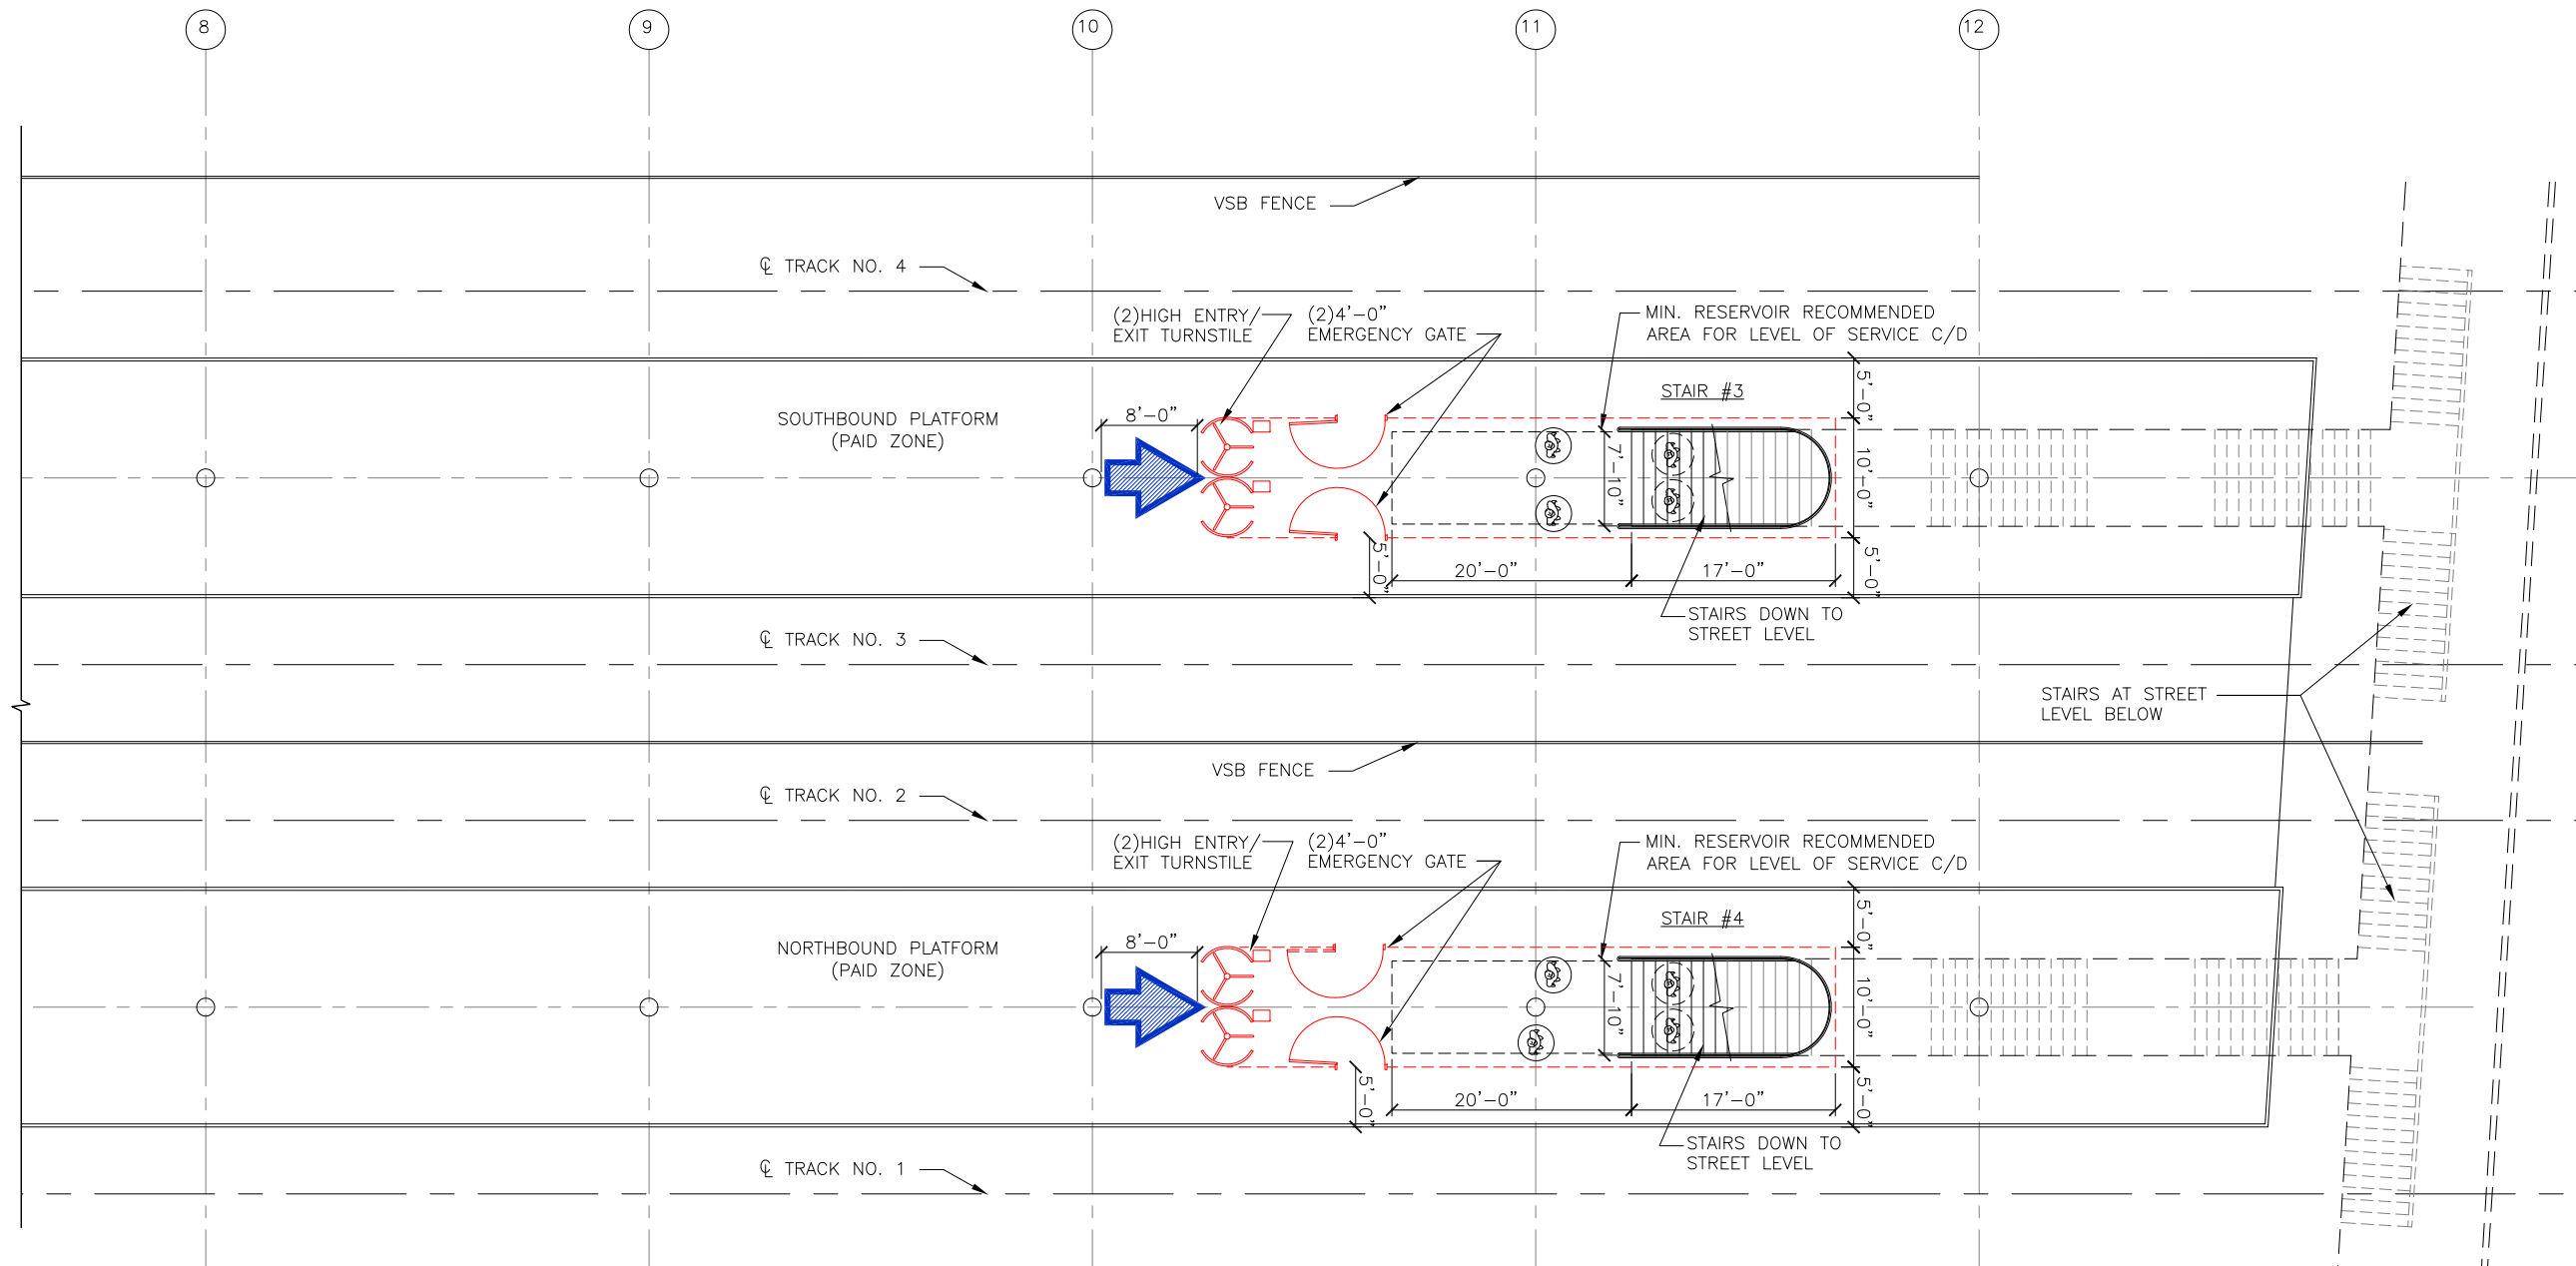 8
9
10
11
12
VSB FENCE
℄ TRACK NO. 4
(2)HIGH ENTRY/
EXIT TURNSTILE
(2)4'-0"
EMERGENCY GATE
MIN. RESERVOIR RECOMMENDED
AREA FOR LEVEL OF SERVICE C/D
STAIR #3
5'-0"
SOUTHBOUND PLATFORM
(PAID ZONE)
8'-0"
7'-10"
10'-0"
5'-0"
20'-0"
17'-0"
5'-0"
STAIRS DOWN TO
STREET LEVEL
℄ TRACK NO. 3
STAIRS AT STREET
LEVEL BELOW
VSB FENCE
℄ TRACK NO. 2
(2)HIGH ENTRY/
EXIT TURNSTILE
(2)4'-0"
EMERGENCY GATE
MIN. RESERVOIR RECOMMENDED
AREA FOR LEVEL OF SERVICE C/D
STAIR #4
5'-0"
NORTHBOUND PLATFORM
(PAID ZONE)
8'-0"
7'-10"
10'-0"
5'-0"
20'-0"
17'-0"
5'-0"
STAIRS DOWN TO
STREET LEVEL
℄ TRACK NO. 1